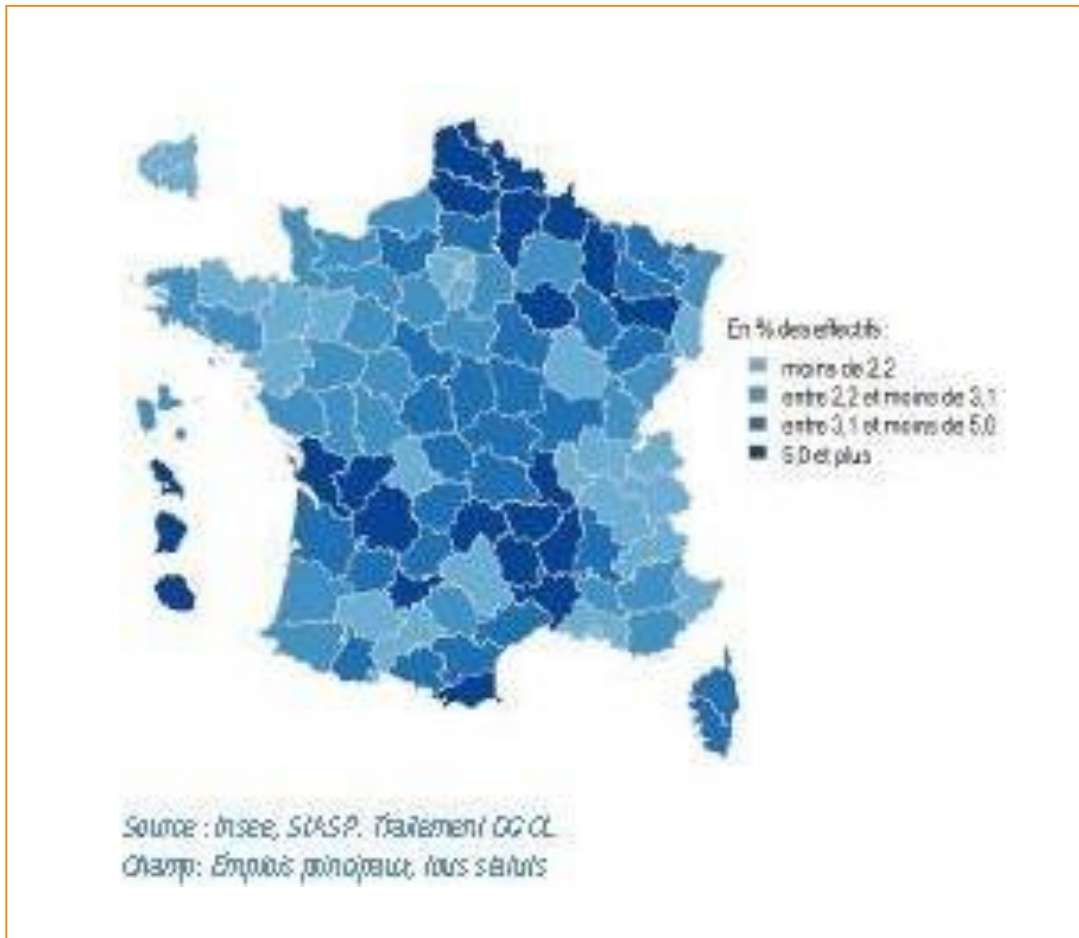 En % des effectifs :
moins de 2,2
entre 2,2 et moins de 3,1
entre 3,1 et moins de 5,0
5,0 et plus
Source : Insee, SIASP. Traitement DGCL.
Champ : Emplois principaux, tous statuts